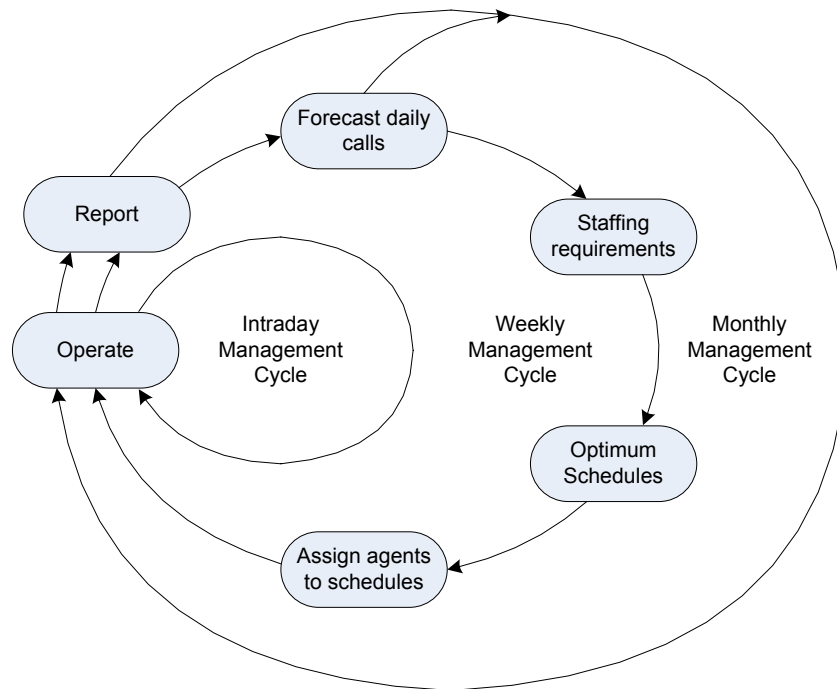 Forecast daily
calls
Report
Staffing
requirements
Operate
Intraday
Management
Cycle
Weekly
Management
Cycle
Monthly
Management
Cycle
Optimum
Schedules
Assign agents
to schedules